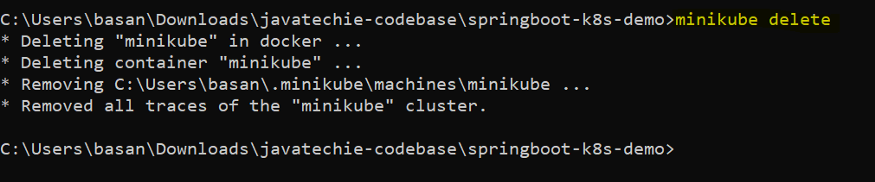 C:\Users\basan\Downloads\javatechie-codebase\springboot-k8s-demo>minikube delete
* Deleting "minikube" in docker ...
* Deleting container "minikube" ...
* Removing C:\Users\basan\.minikube\machines\minikube ...
* Removed all traces of the "minikube" cluster.
C:\Users\basan\Downloads\javatechie-codebase\springboot-k8s-demo>